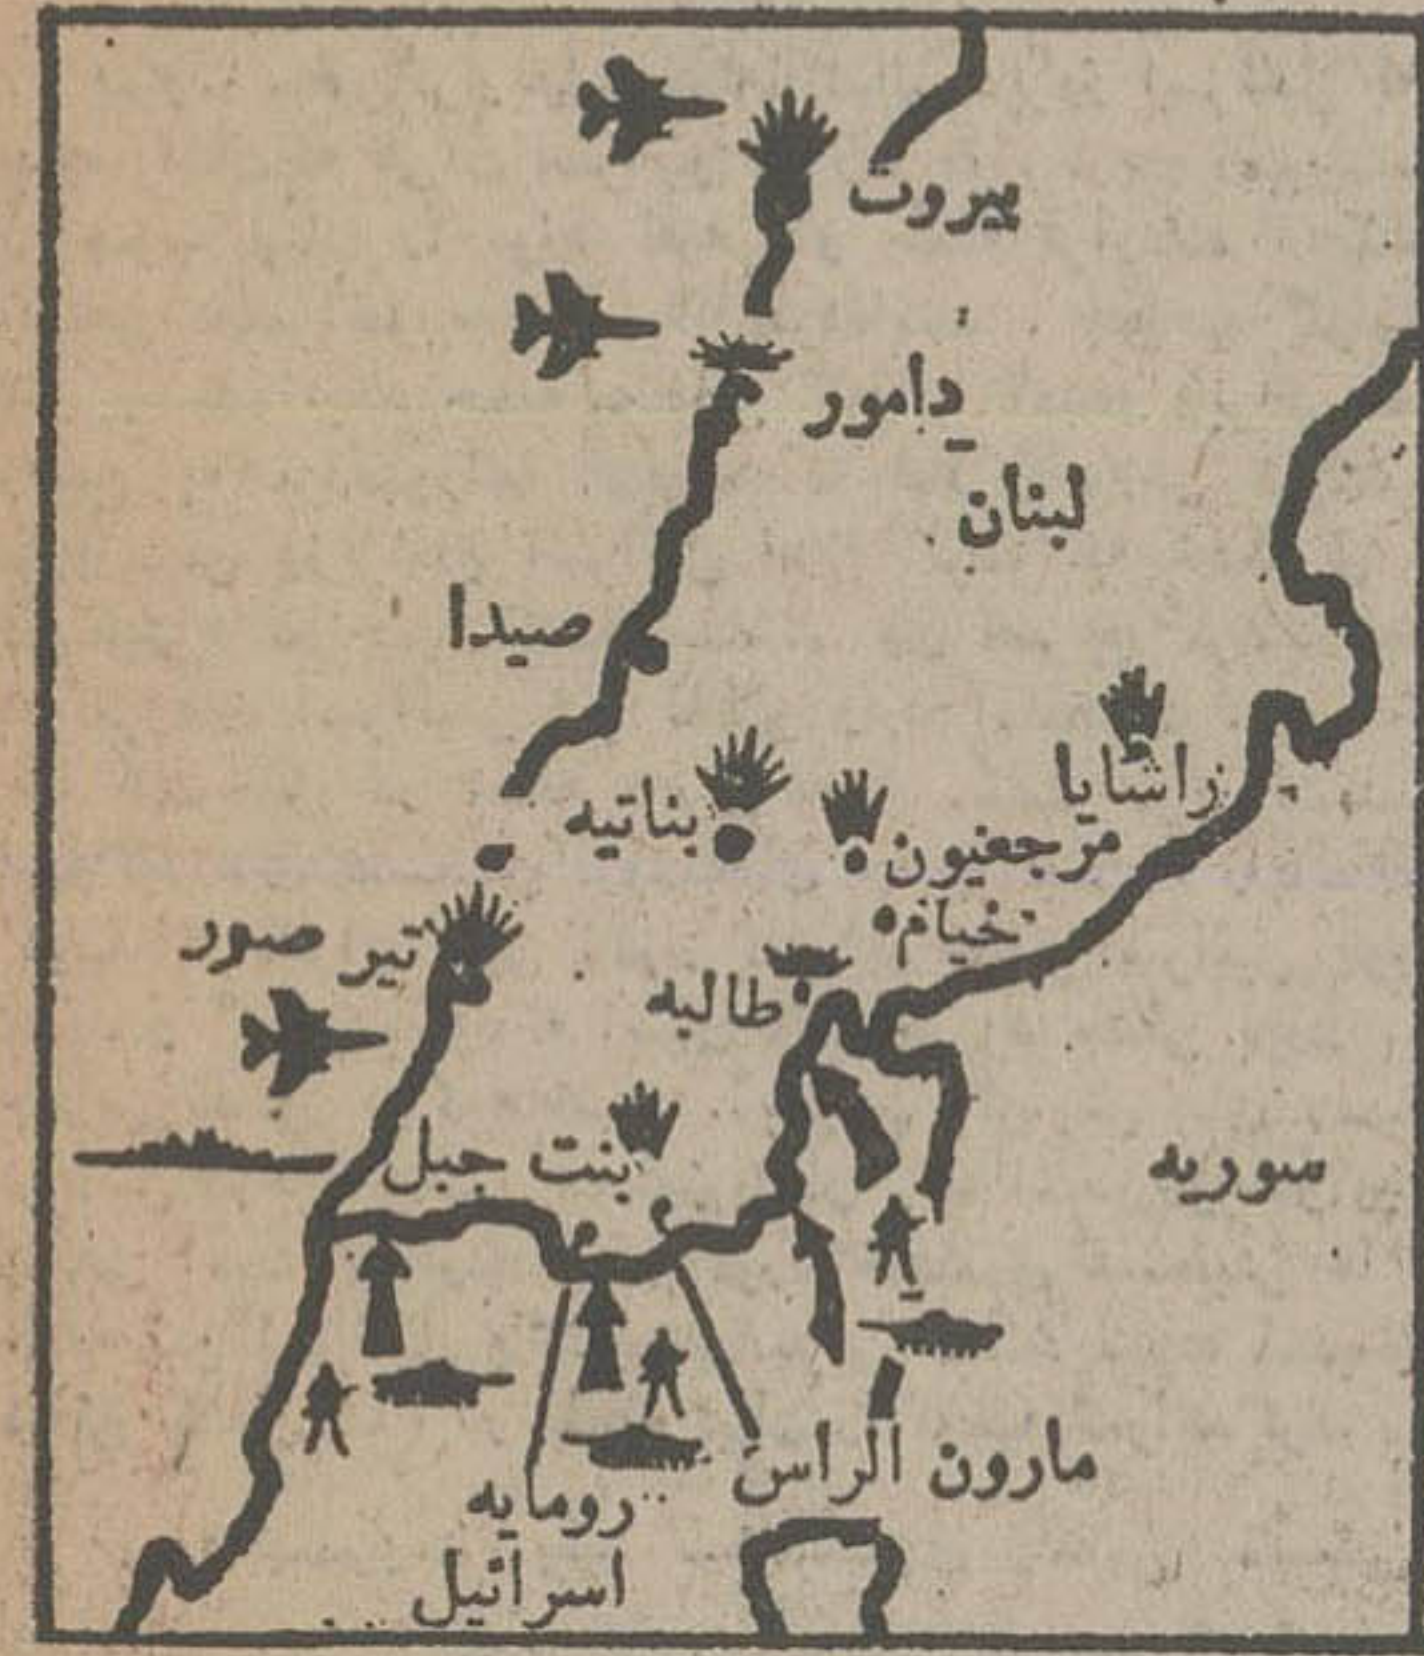 بیروت
دامور
لبنان
صیدا
راشایا
بناتیه
مرجعیون
خیام
تیر صور
طالبه
بنت جبل
سوریه
مارون الراس
رومایه
اسرائیل